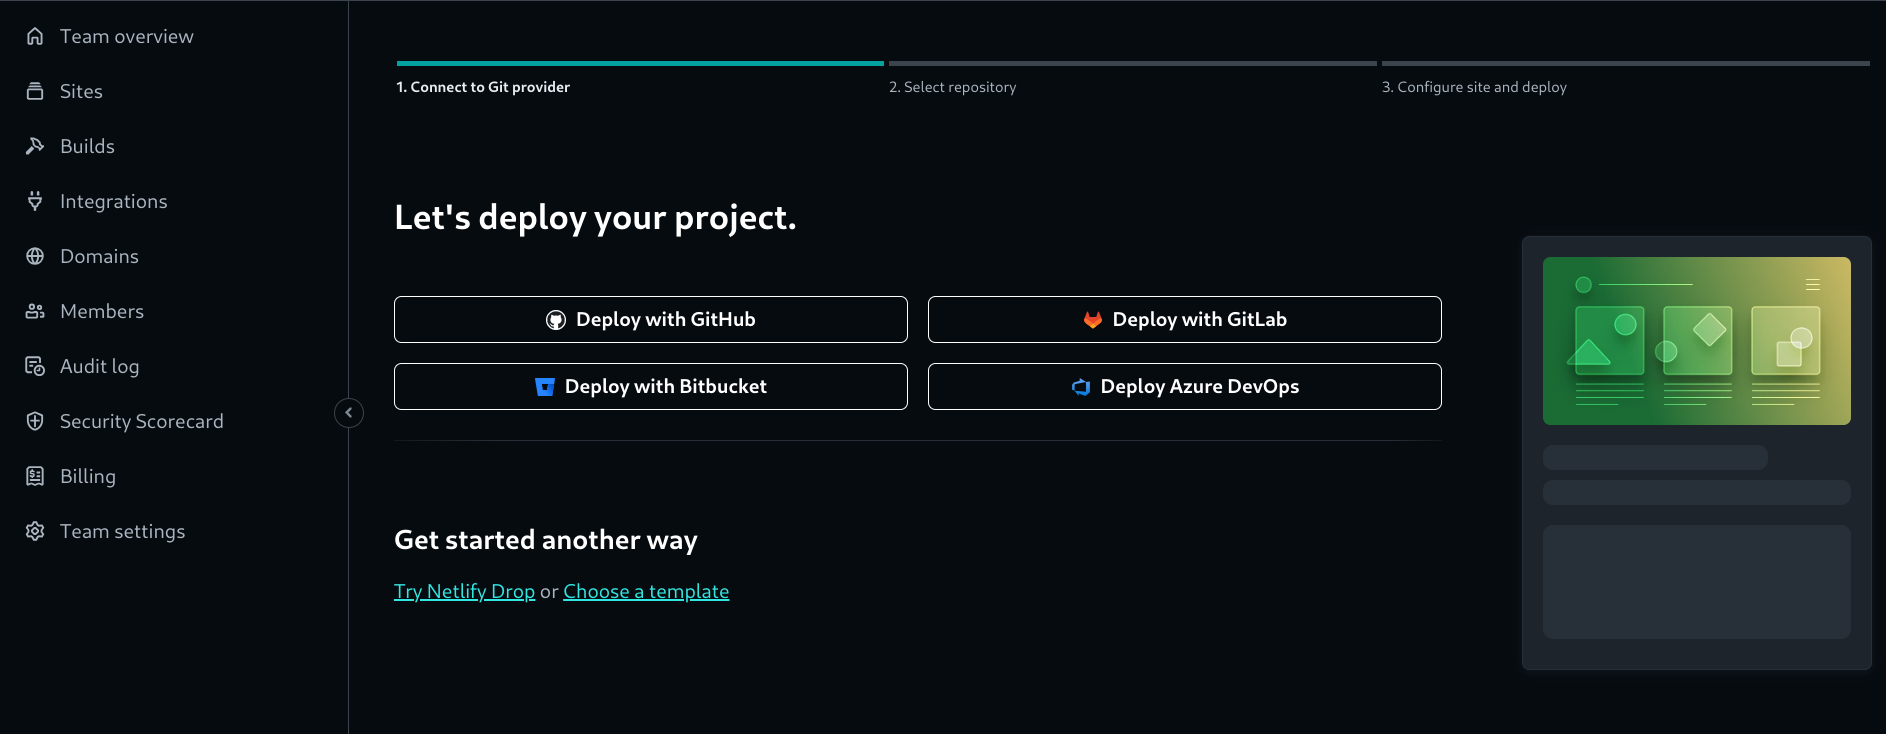 Team overview
Sites
Builds
Integrations
Domains
Members
Audit log
Security Scorecard
Billing
Team settings
1. Connect to Git provider
2. Select repository
3. Configure site and deploy
Let's deploy your project.
Deploy with GitHub
Deploy with GitLab
Deploy with Bitbucket
Deploy Azure DevOps
Get started another way
Try Netlify Drop or Choose a template